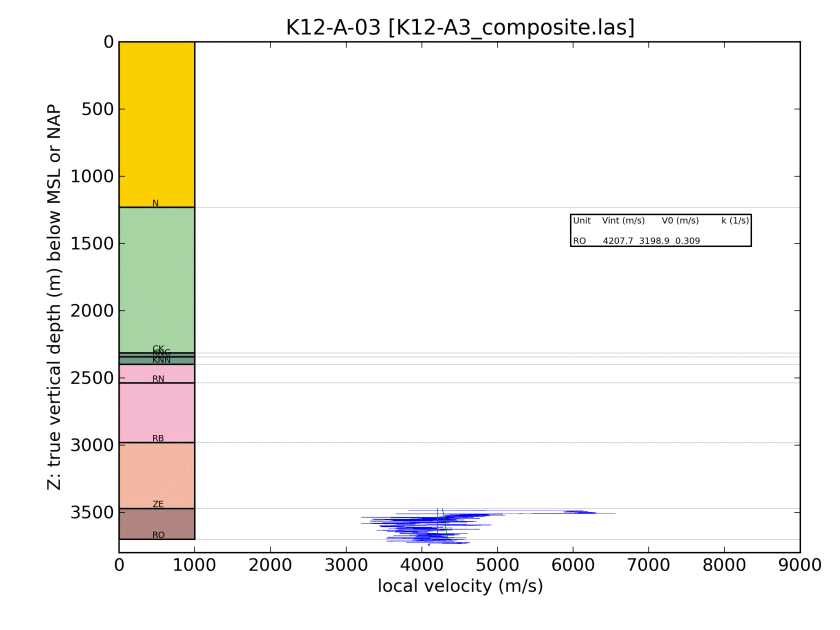 K12-A-03 [K12-A3_composite.las]
Z: true vertical depth (m) below MSL or NAP
0
500
1000
1500
2000
2500
3000
3500
N
CK
KNN
RN
RB
ZE
RO
Unit Vint (m/s) V0 (m/s) k (1/s)
RO 4207.7 3198.9 0.309
0 1000 2000 3000 4000 5000 6000 7000 8000 9000
local velocity (m/s)